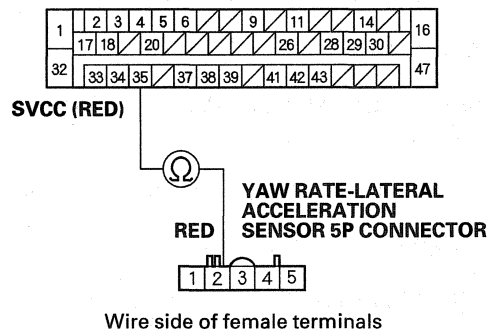 1 2 3 4 5 6 9 11 14 16
17 18 20 26 28 29 30
32 33 34 35 37 38 39 41 42 43 47
SVCC (RED)
Ω
YAW RATE-LATERAL
ACCELERATION
RED SENSOR 5P CONNECTOR
1 2 3 4 5
Wire side of female terminals